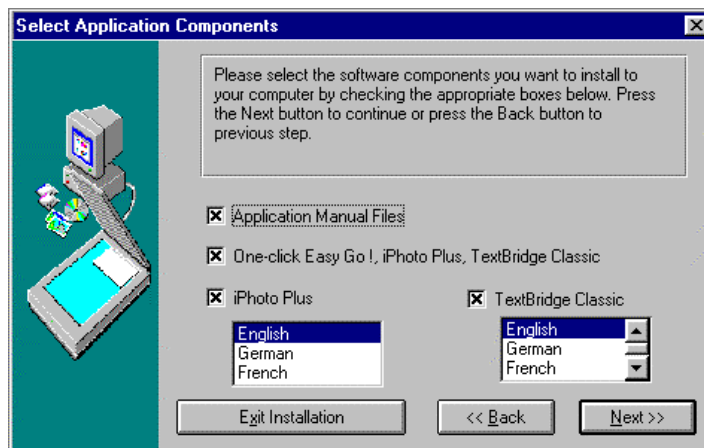 Select Application Components
Please select the software components you want to install to
your computer by checking the appropriate boxes below. Press
the Next button to continue or press the Back button to
previous step.
Application Manual Files
One-click Easy Go !, iPhoto Plus, TextBridge Classic
iPhoto Plus
English
German
French
TextBridge Classic
English
German
French
Exit Installation
<< Back
Next >>